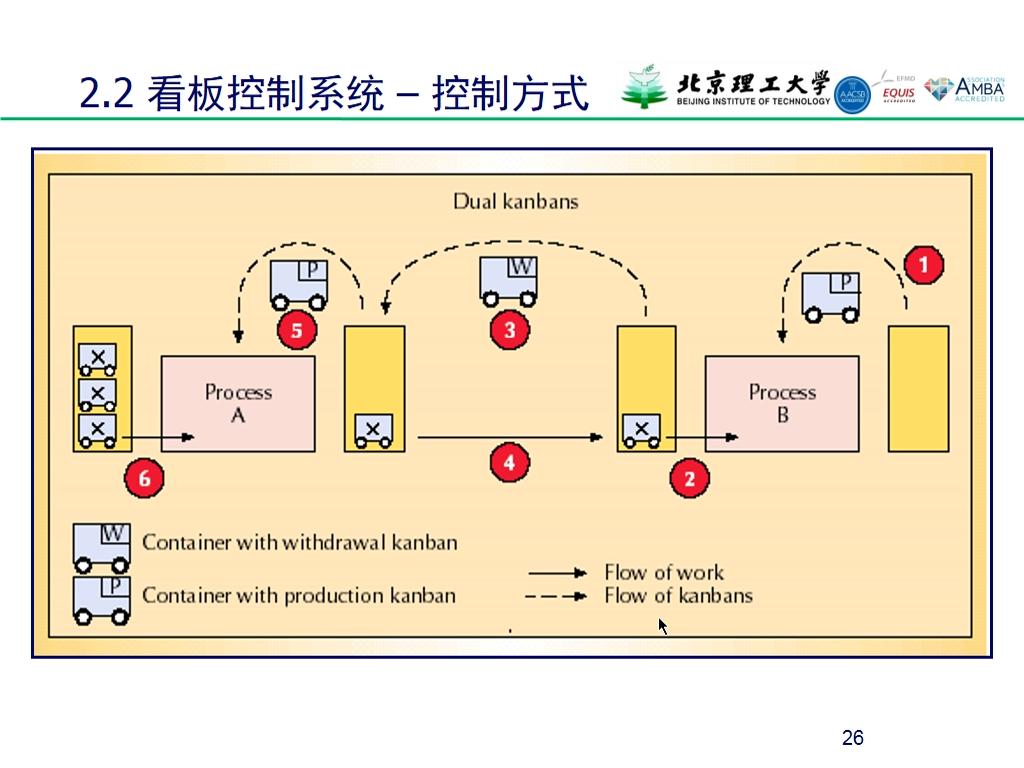 2.2 看板控制系统 – 控制方式
北京理工大学
BEIJING INSTITUTE OF TECHNOLOGY
AACSB
ACCREDITED
EFMD
EQUIS
ACCREDITED
ASSOCIATION
AMBA
ACCREDITED
Dual kanbans
P
W
P
1
5
3
X
X
X
Process
A
X
X
Process
B
6
4
2
W
Container with withdrawal kanban
P
Container with production kanban
Flow of work
Flow of kanbans
26